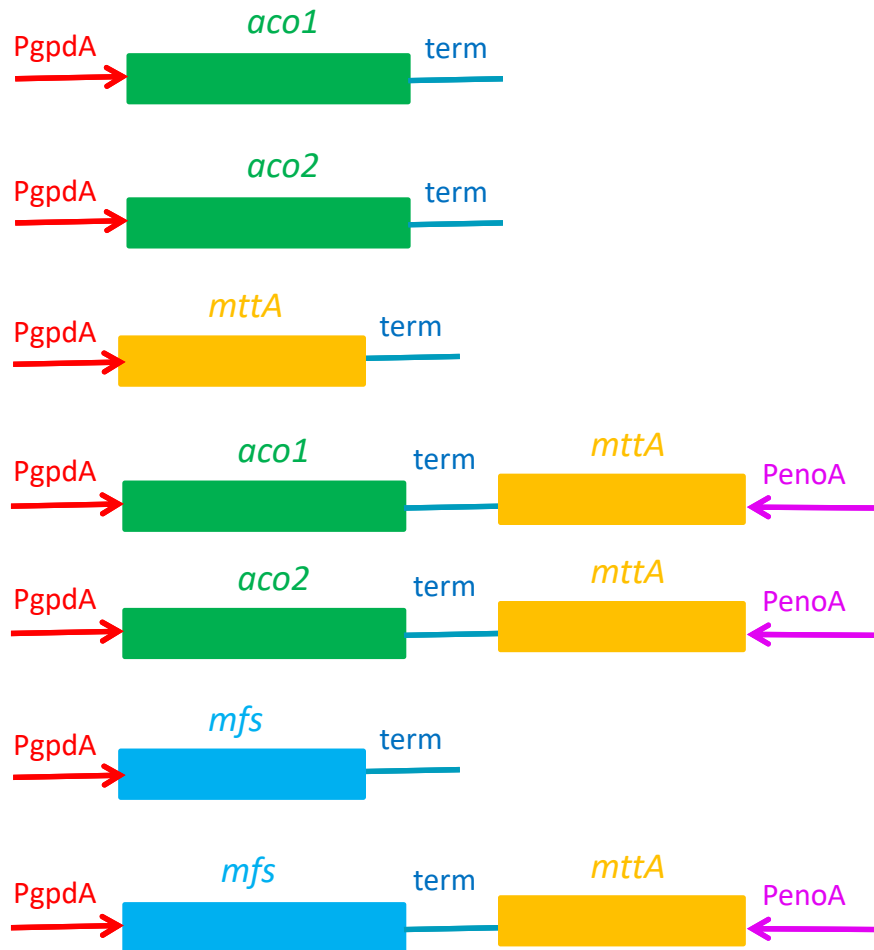 aco1
PgpdA term
aco2
PgpdA term
mttA
PgpdA term
aco1 mttA
PgpdA term PenoA
aco2 mttA
PgpdA term PenoA
mfs
PgpdA term
mfs mttA
PgpdA term PenoA